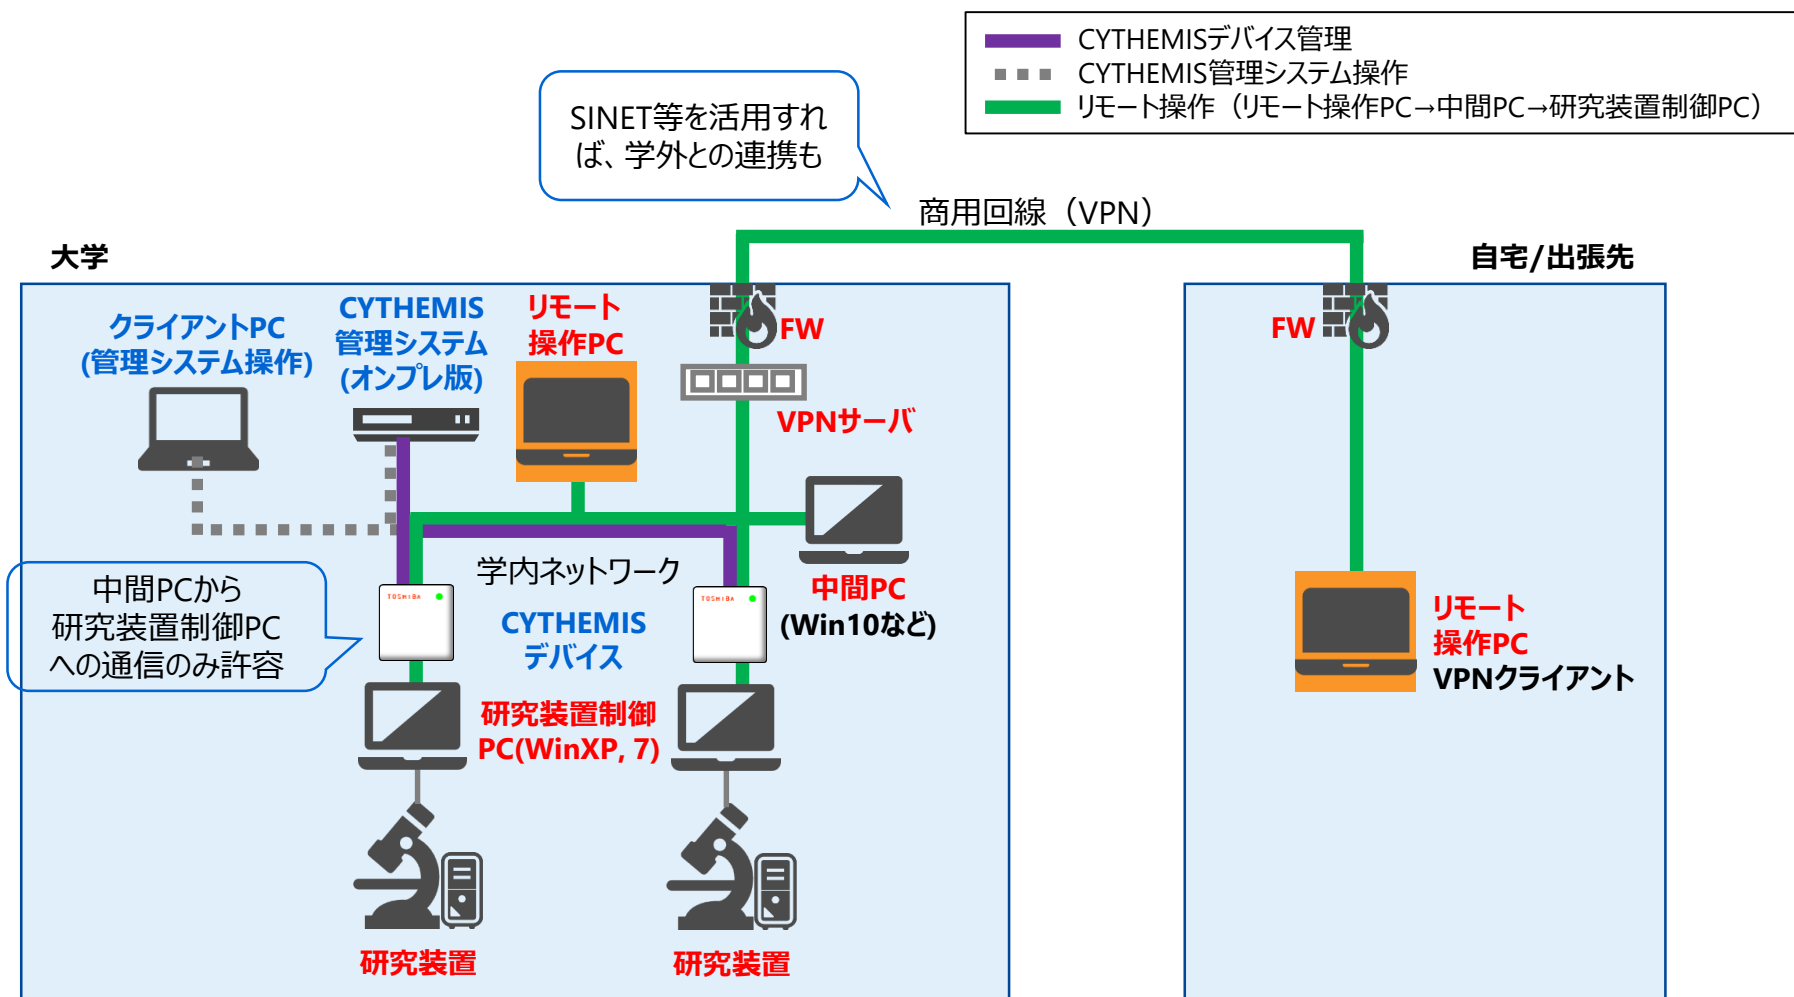 CYTHEMISデバイス管理
CYTHEMIS管理システム操作
リモート操作（リモート操作PC→中間PC→研究装置制御PC）
SINET等を活用すれ
ば、学外との連携も
商用回線（VPN）
大学
自宅/出張先
クライアントPC
(管理システム操作)
CYTHEMIS
管理システム
(オンプレ版)
リモート
操作PC
FW
FW
VPNサーバ
学内ネットワーク
中間PCから
研究装置制御PC
への通信のみ許容
TOSHIBA
TOSHIBA
CYTHEMIS
デバイス
中間PC
(Win10など)
リモート
操作PC
VPNクライアント
研究装置制御
PC(WinXP, 7)
研究装置
研究装置